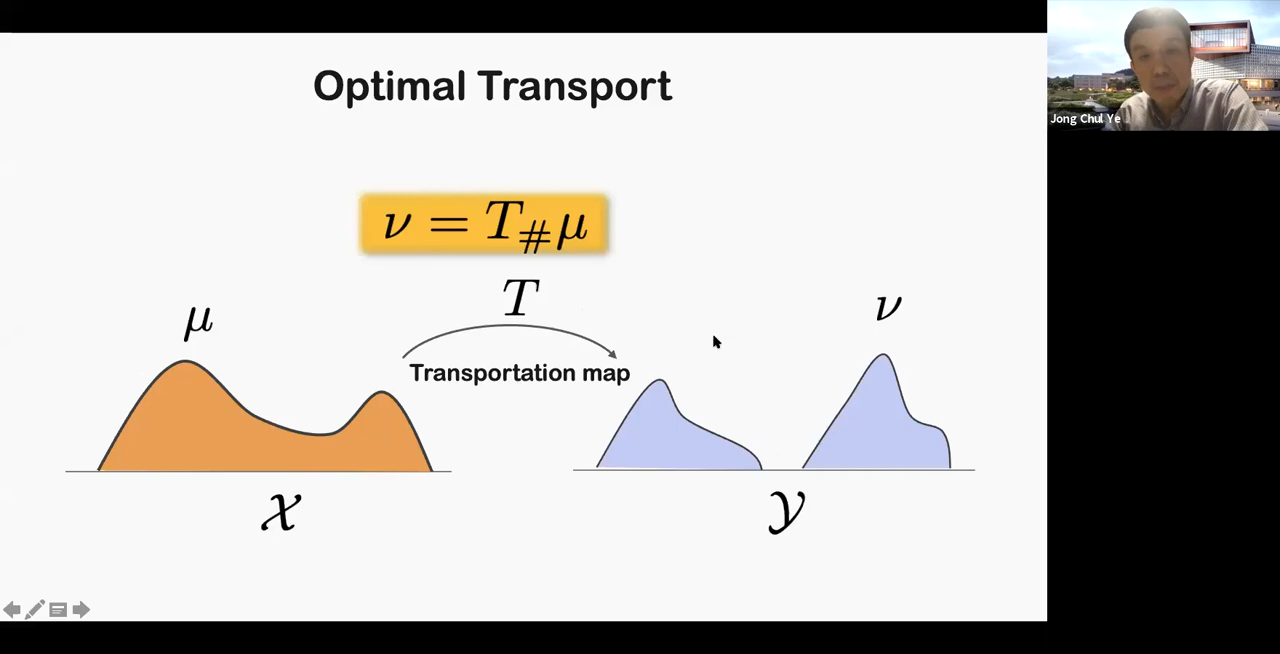 Optimal Transport
Jong Chul Ye
ν = T#μ
T
μ
ν
Transportation map
𝒳
𝒴